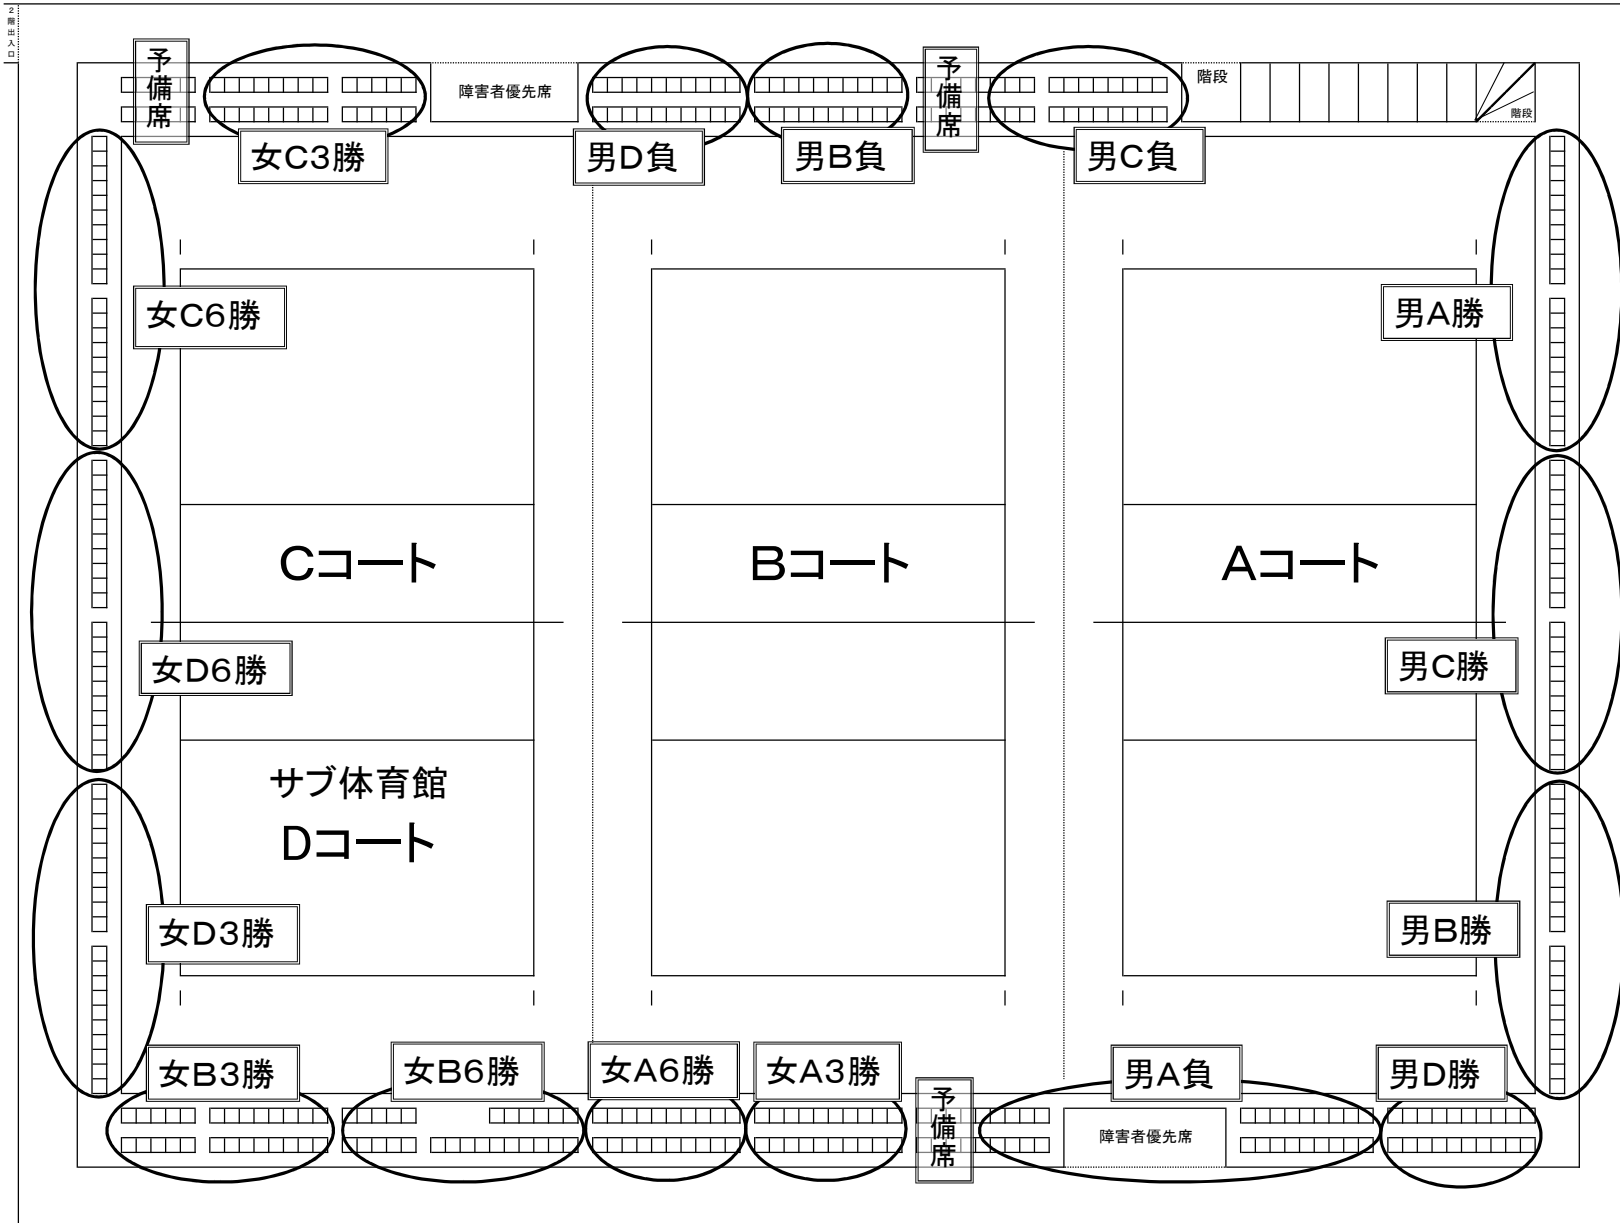 2階出入口
予備席
障害者優先席
予備席
階段
階段
女C3勝
男D負
男B負
男C負
女C6勝
男A勝
Cコート
Bコート
Aコート
女D6勝
男C勝
サブ体育館
Dコート
女D3勝
男B勝
女B3勝
女B6勝
女A6勝
女A3勝
男A負
男D勝
予備席
障害者優先席